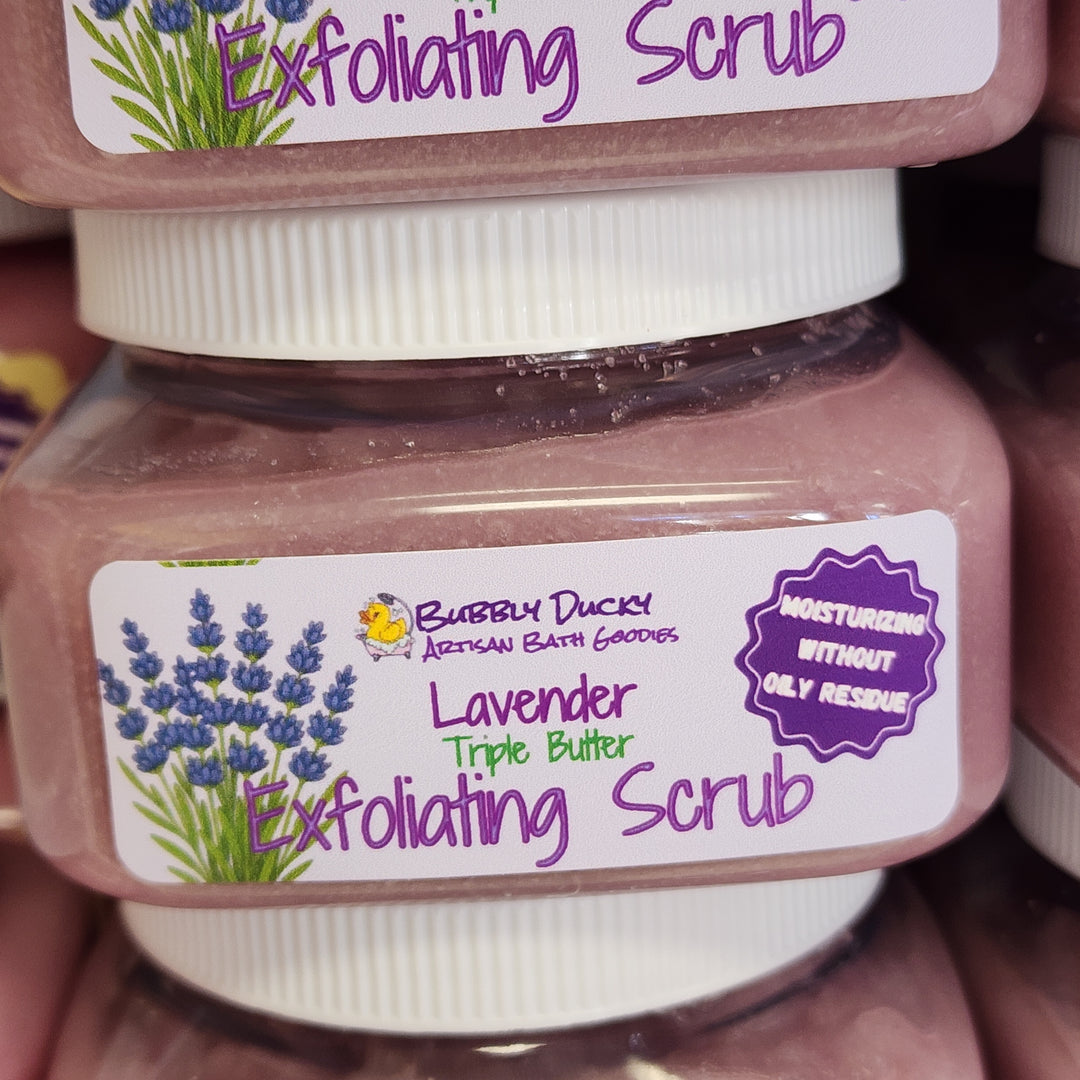 Exfoliating Scrub
Bubbly Ducky
Artisan Bath Goodies
Lavender
Triple Butter
Exfoliating Scrub
MOISTURIZING
WITHOUT
OILY RESIDUE